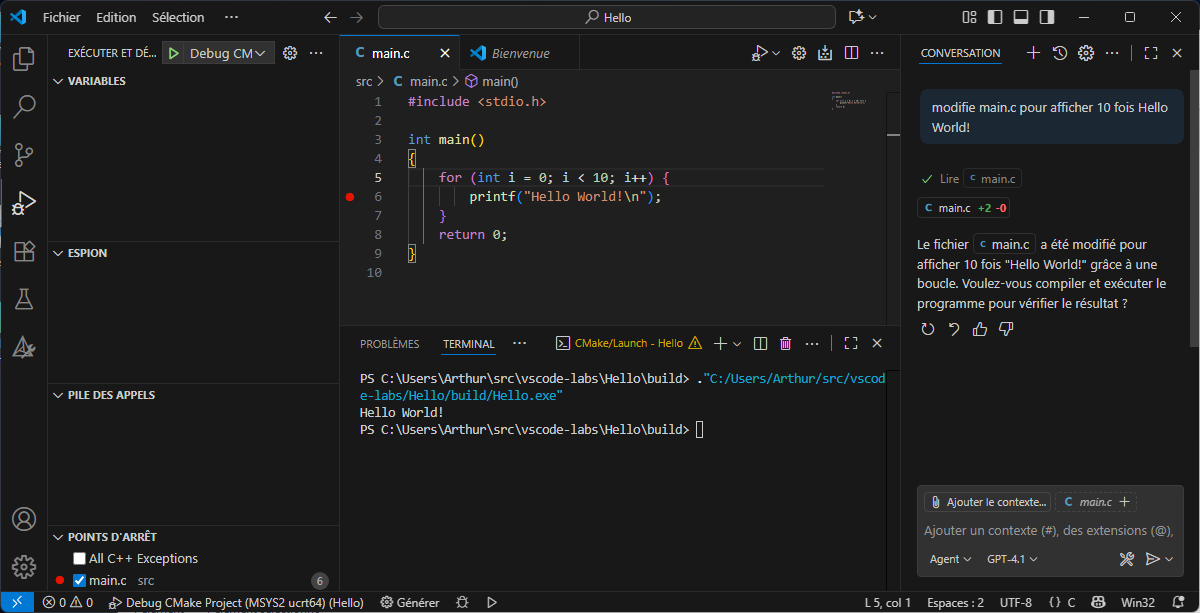 Fichier Edition Sélection ··· Hello
EXÉCUTER ET DÉ... Debug CM ···
VARIABLES
ESPION
PILE DES APPELS
POINTS D'ARRÊT
All C++ Exceptions
main.c src 6
C main.c Bienvenue ···
src > C main.c > main()
1 #include <stdio.h>
2
3 int main()
4 {
5 for (int i = 0; i < 10; i++) {
6 printf("Hello World!\n");
7 }
8 return 0;
9 }
10
PROBLÈMES TERMINAL ··· CMake/Launch - Hello ···
PS C:\Users\Arthur\src\vscode-labs\Hello\build> ."C:/Users/Arthur/src/vscod
e-labs/Hello/build/Hello.exe"
Hello World!
PS C:\Users\Arthur\src\vscode-labs\Hello\build>
CONVERSATION ···
modifie main.c pour afficher 10 fois Hello
World!
Lire C main.c
C main.c +2 -0
Le fichier C main.c a été modifié pour
afficher 10 fois "Hello World!" grâce à une
boucle. Voulez-vous compiler et exécuter le
programme pour vérifier le résultat ?
Ajouter le contexte... C main.c
Ajouter un contexte (#), des extensions (@),
Agent GPT-4.1
0 0 Debug CMake Project (MSYS2 ucrt64) (Hello) Générer L 5, col 1 Espaces : 2 UTF-8 {} C Win32